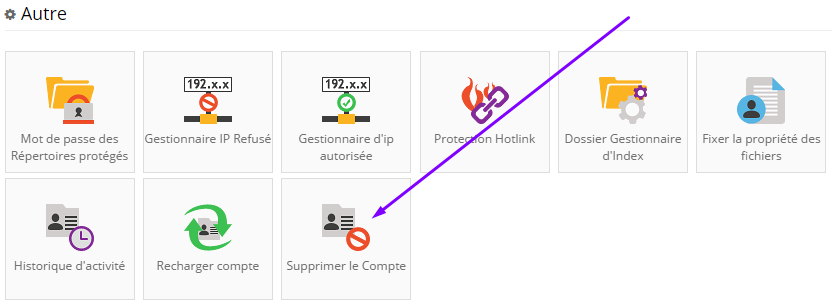 Autre
192.x.x
192.x.x
Mot de passe des
Répertoires protégés
Gestionnaire IP Refusé
Gestionnaire d'ip
autorisée
Protection Hotlink
Dossier Gestionnaire
d'Index
Fixer la propriété des
fichiers
Historique d'activité
Recharger compte
Supprimer le Compte